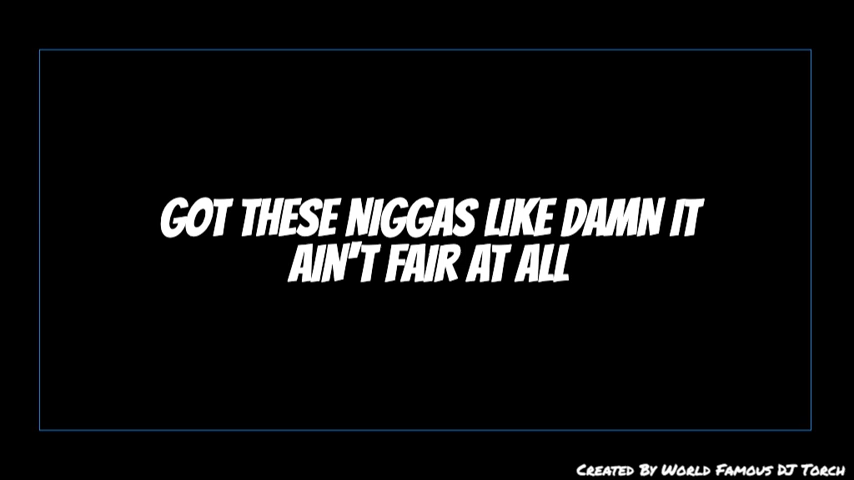 GOT THESE NIGGAS LIKE DAMN IT
AIN'T FAIR AT ALL
CREATED BY WORLD FAMOUS DJ TORCH